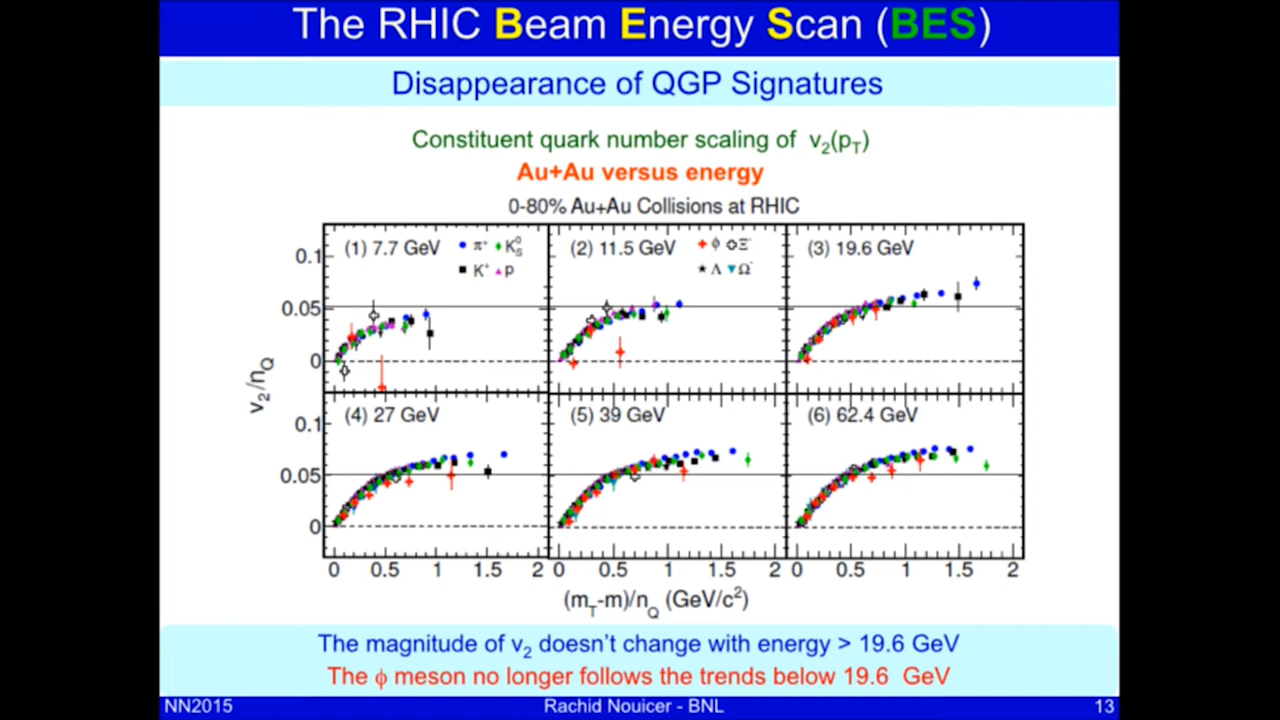 The RHIC Beam Energy Scan (BES)
Disappearance of QGP Signatures
Constituent quark number scaling of v₂(p_T)
Au+Au versus energy
0-80% Au+Au Collisions at RHIC
(1) 7.7 GeV π⁺ K⁰_S
K⁺ p
(2) 11.5 GeV ϕ Ξ⁻
Λ Ω⁻
(3) 19.6 GeV
0.1
0.05
0
v₂/n_Q
(4) 27 GeV
(5) 39 GeV
(6) 62.4 GeV
0.1
0.05
0
0 0.5 1 1.5 2 0 0.5 1 1.5 2 0 0.5 1 1.5 2
(m_T-m)/n_Q (GeV/c²)
The magnitude of v₂ doesn't change with energy > 19.6 GeV
The ϕ meson no longer follows the trends below 19.6 GeV
NN2015 Rachid Nouicer - BNL 13